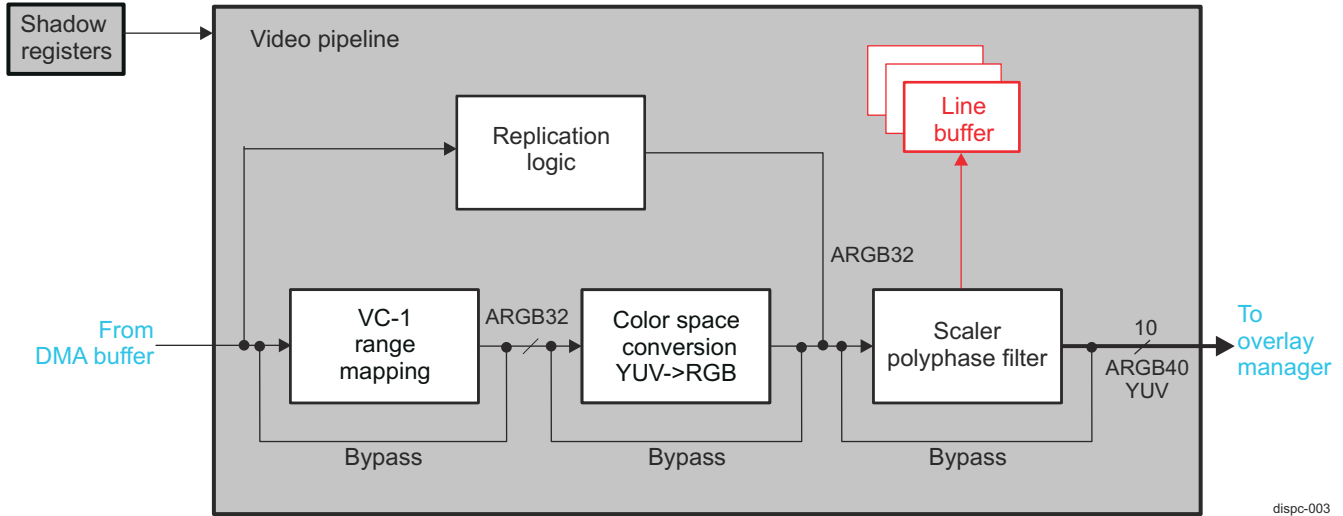 Shadow
registers
Video pipeline
Line
buffer
Replication
logic
ARGB32
From
DMA buffer
VC-1
range
mapping
ARGB32
Color space
conversion
YUV->RGB
Scaler
polyphase filter
10
ARGB40
YUV
To
overlay
manager
Bypass
Bypass
Bypass
dispc-003